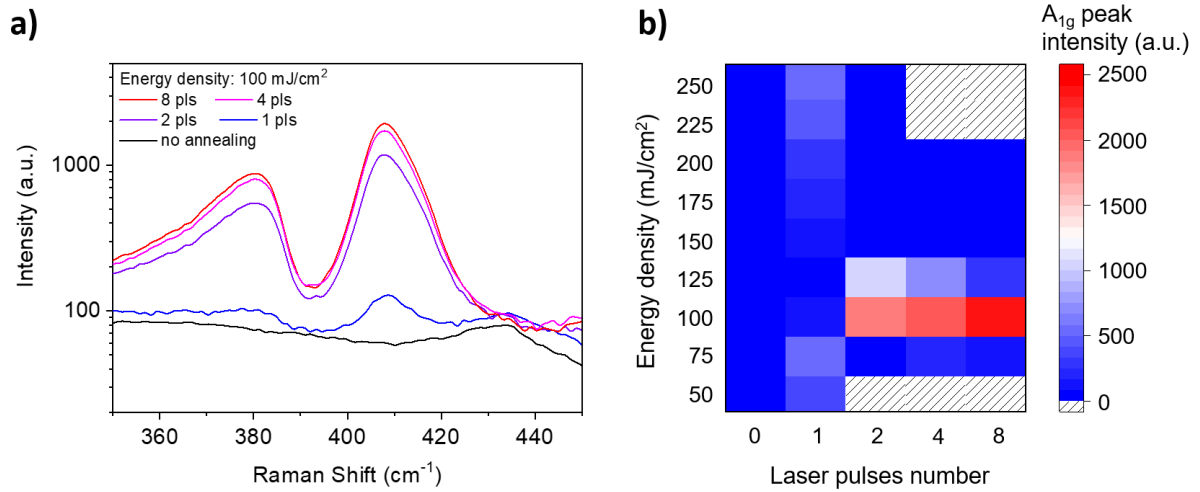 a)
Energy density: 100 mJ/cm²
8 pls 4 pls
2 pls 1 pls
no annealing
1000
100
Intensity (a.u.)
360 380 400 420 440
Raman Shift (cm⁻¹)
b)
A₁g peak
intensity (a.u.)
250
225
200
175
150
125
100
75
50
Energy density (mJ/cm²)
0 1 2 4 8
Laser pulses number
2500
2000
1500
1000
500
0